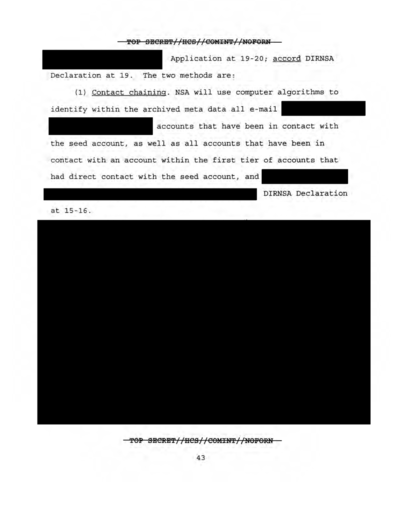 TOP SECRET//HCS//COMINT//NOFORN
Application at 19-20; accord DIRNSA
Declaration at 19. The two methods are:
(1) Contact chaining. NSA will use computer algorithms to
identify within the archived meta data all e-mail
accounts that have been in contact with
the seed account, as well as all accounts that have been in
contact with an account within the first tier of accounts that
had direct contact with the seed account, and
DIRNSA Declaration
at 15-16.
TOP SECRET//HCS//COMINT//NOFORN
43